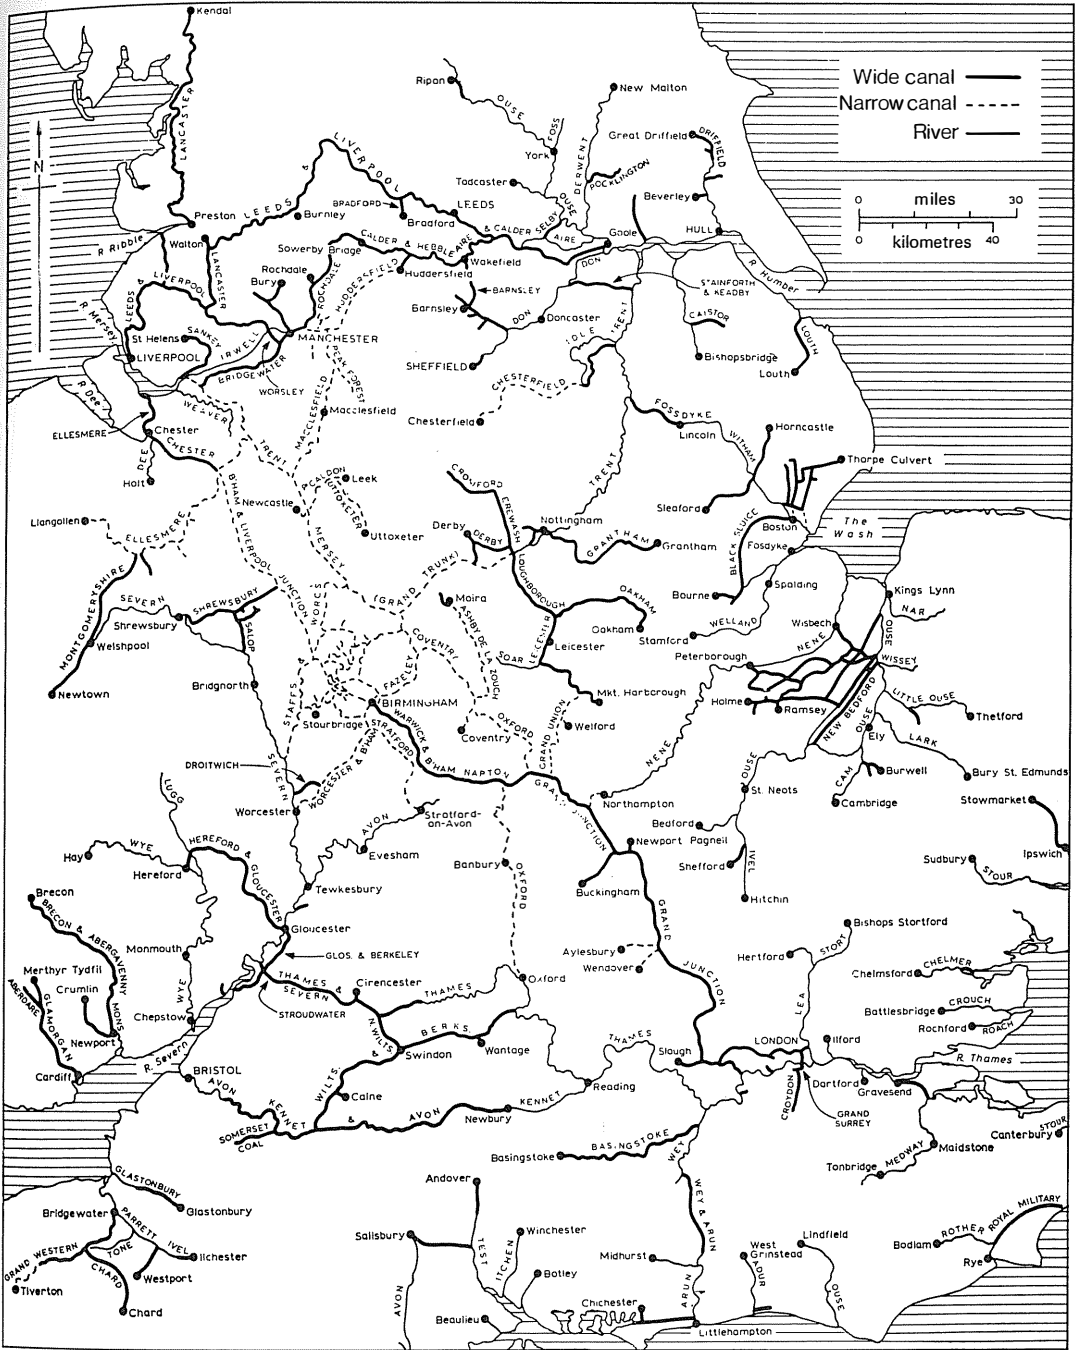 Kendal
LANCASTER
N
Ripon
OUSE
FOSS
New Malton
Great Driffield
DRIFFIELD
York
DERWENT
POCKLINGTON
Tadcaster
OUSE
Beverley
Wide canal
Narrow canal
River
0 miles 30
0 kilometres 40
Preston
LEEDS & LIVERPOOL
Burnley
BRADFORD
Bradford
LEEDS
AIRE & CALDER
SELBY
AIRE
Goole
HULL
R. Humber
R Ribble
Walton
LANCASTER
Sowerby Bridge
CALDER & HEBBLE
Wakefield
Huddersfield
HUDDERSFIELD
Rochdale
ROCHDALE
Bury
LEEDS & LIVERPOOL
R. Mersey
St Helens
SANKEY
LIVERPOOL
IRWELL
MANCHESTER
BRIDGEWATER
WORSLEY
BARNSLEY
Barnsley
DON
Doncaster
DON
STAINFORTH
& KEADBY
SHEFFIELD
IDLE
TRENT
CAISTOR
Bishopsbridge
LOUTH
Louth
R Dee
WEAVER
PEAK FOREST
MACCLESFIELD
Macclesfield
CHESTERFIELD
Chesterfield
FOSSDYKE
Lincoln
WITHAM
Horncastle
ELLESMERE
Chester
CHESTER
DEE
Holt
TRENT
CALDON
Leek
UTTOXETER
Uttoxeter
Newcastle
Thorpe Culvert
Sleaford
Boston
The
Wash
Llangollen
ELLESMERE
B'HAM & LIVERPOOL JUNCTION
MERSEY
CROMFORD
EREWASH
Derby
DERBY
Nottingham
TRENT
GRANTHAM
Grantham
BLACK SLUICE
Fosdyke
Spalding
Bourne
MONTGOMERYSHIRE
SEVERN
SHREWSBURY
Shrewsbury
Welshpool
Newtown
SALOP
Bridgnorth
(GRAND TRUNK)
Moira
ASHBY DE LA ZOUCH
COVENTRY
FAZEY
LOUGHBOROUGH
OAKHAM
Oakham
LEICESTER
Leicester
SOAR
Stamford
WELLAND
Peterborough
NENE
Wisbech
Kings Lynn
NAR
OUSE
WISSEY
Mkt. Harborough
Holme
Ramsey
NEW BEDFORD
OUSE
LITTLE OUSE
Thetford
Ely
LARK
Bury St. Edmunds
CAM
Burwell
Cambridge
STAFFS & WORCS
Stourbridge
BIRMINGHAM
STRATFORD
WARWICK & B'HAM
NAPTON
Coventry
OXFORD
GRAND UNION
Welford
NENE
DROITWICH
WORCESTER & B'HAM
SEVERN
Worcester
Stratford-
on-Avon
AVON
Evesham
GRAND JUNCTION
Northampton
OUSE
St. Neots
Bedford
Stowmarket
Ipswich
LUGG
Hay
WYE
Hereford
HEREFORD & GLOUCESTER
Tewkesbury
Gloucester
Banbury
OXFORD
Newport Pagnell
Buckingham
Shefford
IVEL
Hitchin
Sudbury
STOUR
Brecon
BRECON & ABERGAVENNY
Monmouth
WYE
Merthyr Tydfil
ABERDARE
GLAMORGAN
Crumlin
MONS
Newport
Cardiff
Chepstow
R. Severn
GLOS. & BERKELEY
THAMES &
SEVERN
STROUDWATER
Cirencester
THAMES
Oxford
Aylesbury
Wendover
GRAND
JUNCTION
Hertford
Bishops Stortford
STORT
LEA
Chelmsford
CHELMER
Battlesbridge
CROUCH
Rochford
ROACH
N. WILTS.
Swindon
BERKS.
Wantage
WILTS. &
Calne
BRISTOL
AVON
KENNET & AVON
SOMERSET
COAL
Newbury
KENNET
Reading
THAMES
Slough
LONDON
Ilford
R. Thames
Dartford
Gravesend
CROYDON
GRAND
SURREY
BASINGSTOKE
Basingstoke
WEY
Tonbridge
MEDWAY
Maidstone
Canterbury
STOUR
GLASTONBURY
Glastonbury
Bridgewater
PARRETT
IVEL
Ilchester
TONE
Westport
CHARD
Chard
GRAND WESTERN
Tiverton
Andover
Salisbury
TEST
AVON
Winchester
ITCHEN
Botley
Beaulieu
Midhurst
Chichester
WEY & ARUN
ARUN
Littlehampton
West
Grinstead
ADUR
Lindfield
OUSE
Bodiam
ROTHER
ROYAL MILITARY
Rye